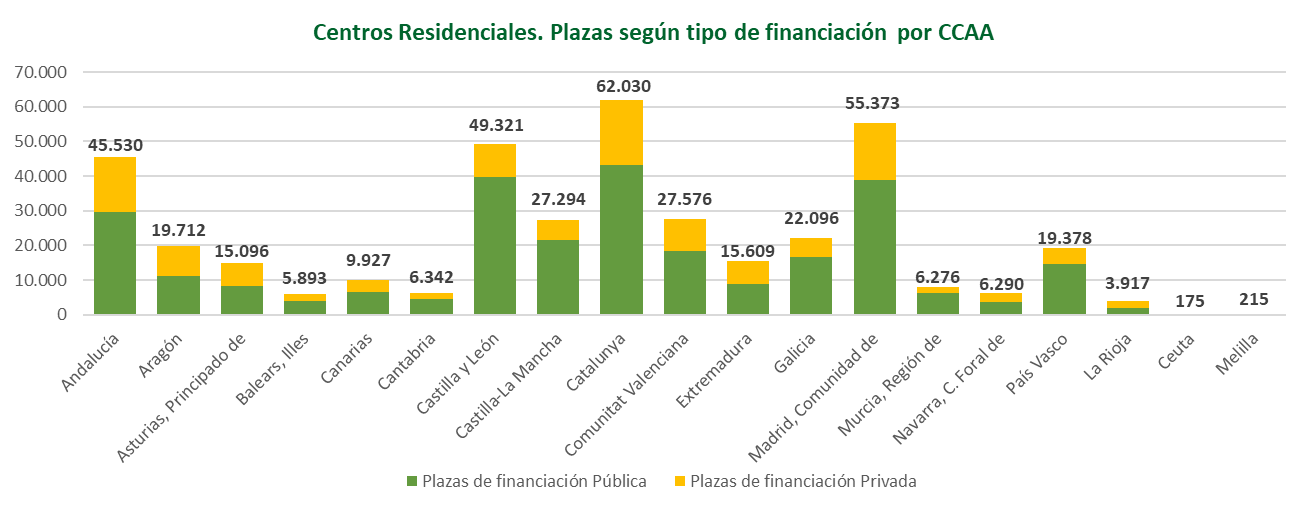 Centros Residenciales. Plazas según tipo de financiación por CCAA
70.000
60.000
50.000
40.000
30.000
20.000
10.000
0
45.530
19.712
15.096
5.893
9.927
6.342
49.321
27.294
62.030
27.576
15.609
22.096
55.373
6.276
6.290
19.378
3.917
175
215
Andalucía
Aragón
Asturias, Principado de
Balears, Illes
Canarias
Cantabria
Castilla y León
Castilla-La Mancha
Catalunya
Comunitat Valenciana
Extremadura
Galicia
Madrid, Comunidad de
Murcia, Región de
Navarra, C. Foral de
País Vasco
La Rioja
Ceuta
Melilla
Plazas de financiación Pública
Plazas de financiación Privada